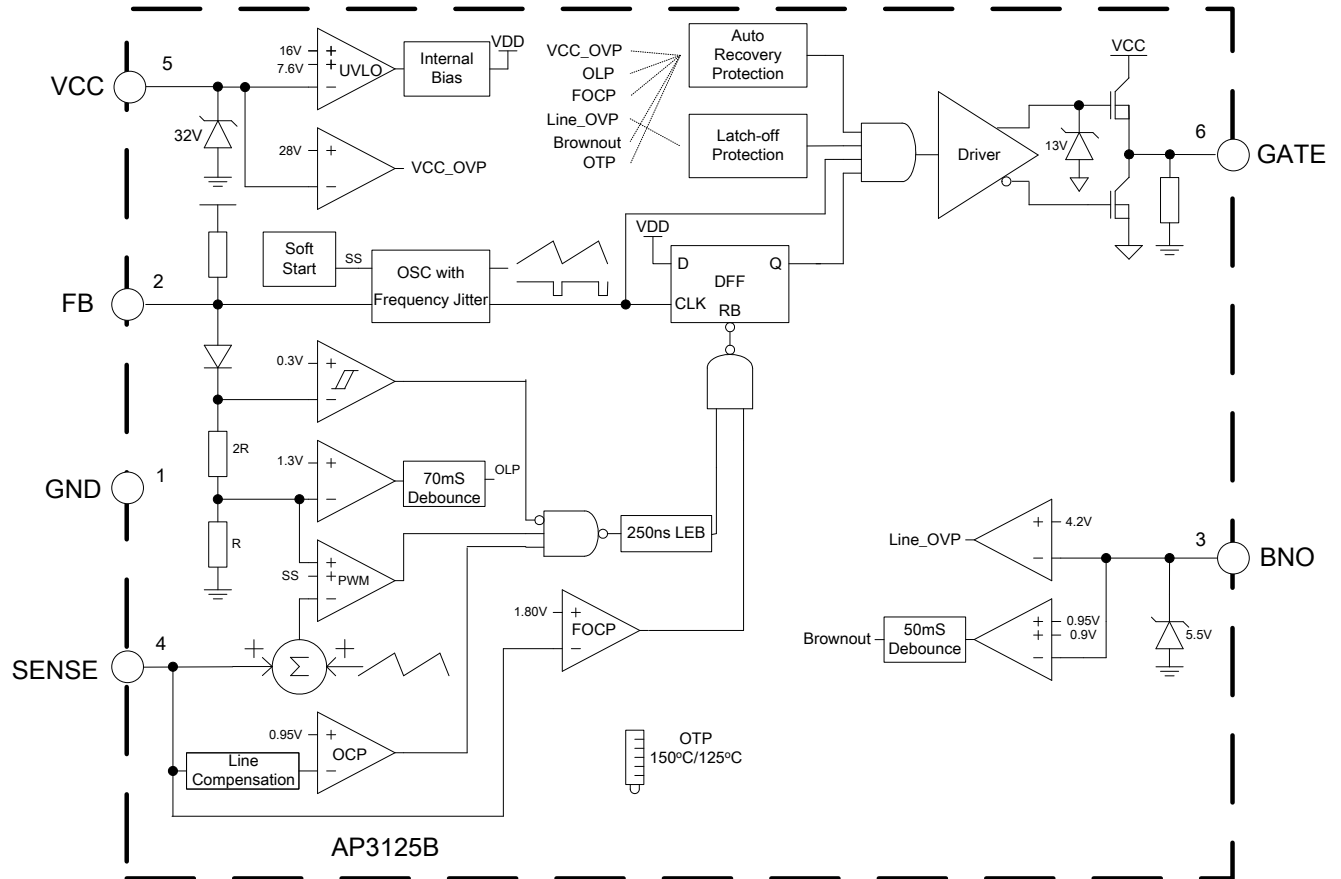 VCC
5
16V
+
7.6V
+
UVLO
−
Internal
Bias
VDD
32V
28V
+
−
VCC_OVP
VCC_OVP
OLP
FOCP
Line_OVP
Brownout
OTP
Auto
Recovery
Protection
Latch-off
Protection
Driver
VCC
13V
6
GATE
FB
2
Soft
Start
SS
OSC with
Frequency Jitter
VDD
D
Q
DFF
CLK
RB
0.3V
+
−
2R
1.3V
+
−
70mS
Debounce
OLP
GND
1
R
SS
+
+
PWM
−
250ns LEB
SENSE
4
+
+
Σ
1.80V
+
FOCP
−
0.95V
+
OCP
−
Line
Compensation
OTP
150°C/125°C
Line_OVP
+
4.2V
−
3
BNO
Brownout
50mS
Debounce
+
0.95V
+
0.9V
−
5.5V
AP3125B